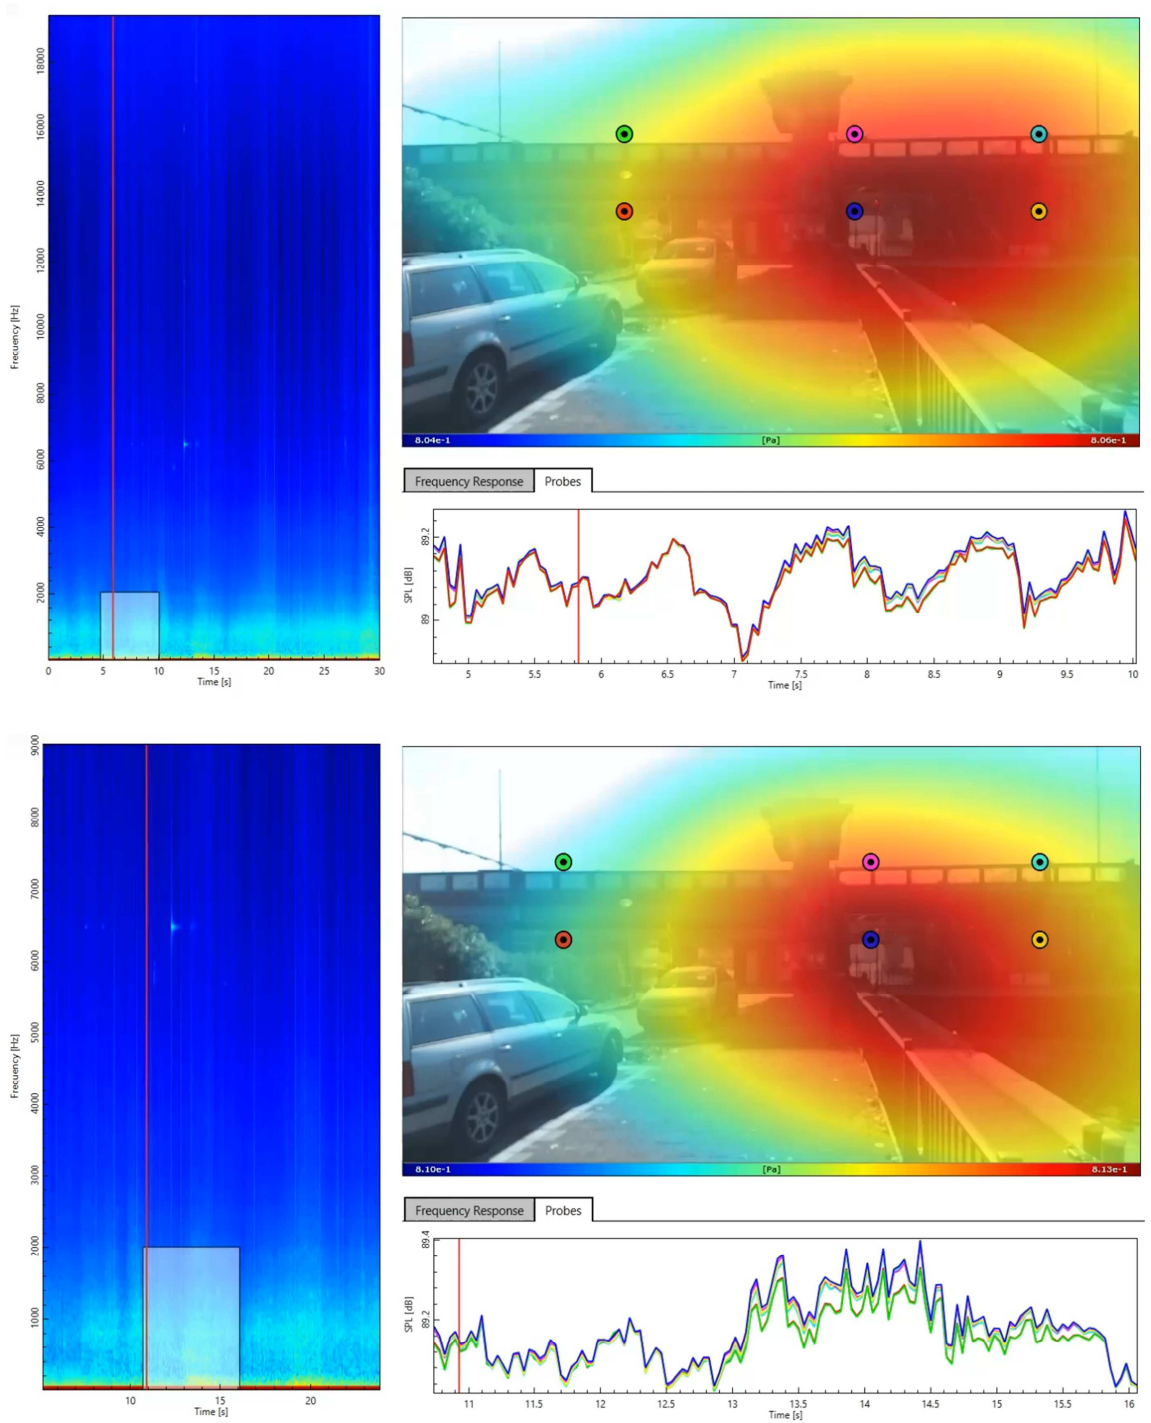 18000
16000
14000
12000
10000
8000
6000
4000
2000
Frecuency [Hz]
0 5 10 15 20 25 30
Time [s]
8.04e-1 [Pa] 8.06e-1
Frequency Response Probes
89.2
89
SPL [dB]
5 5.5 6 6.5 7 7.5 8 8.5 9 9.5 10
Time [s]
9000
8000
7000
6000
5000
4000
3000
2000
1000
Frecuency [Hz]
10 15 20
Time [s]
8.10e-1 [Pa] 8.13e-1
Frequency Response Probes
89.4
89.2
SPL [dB]
11 11.5 12 12.5 13 13.5 14 14.5 15 15.5 16
Time [s]